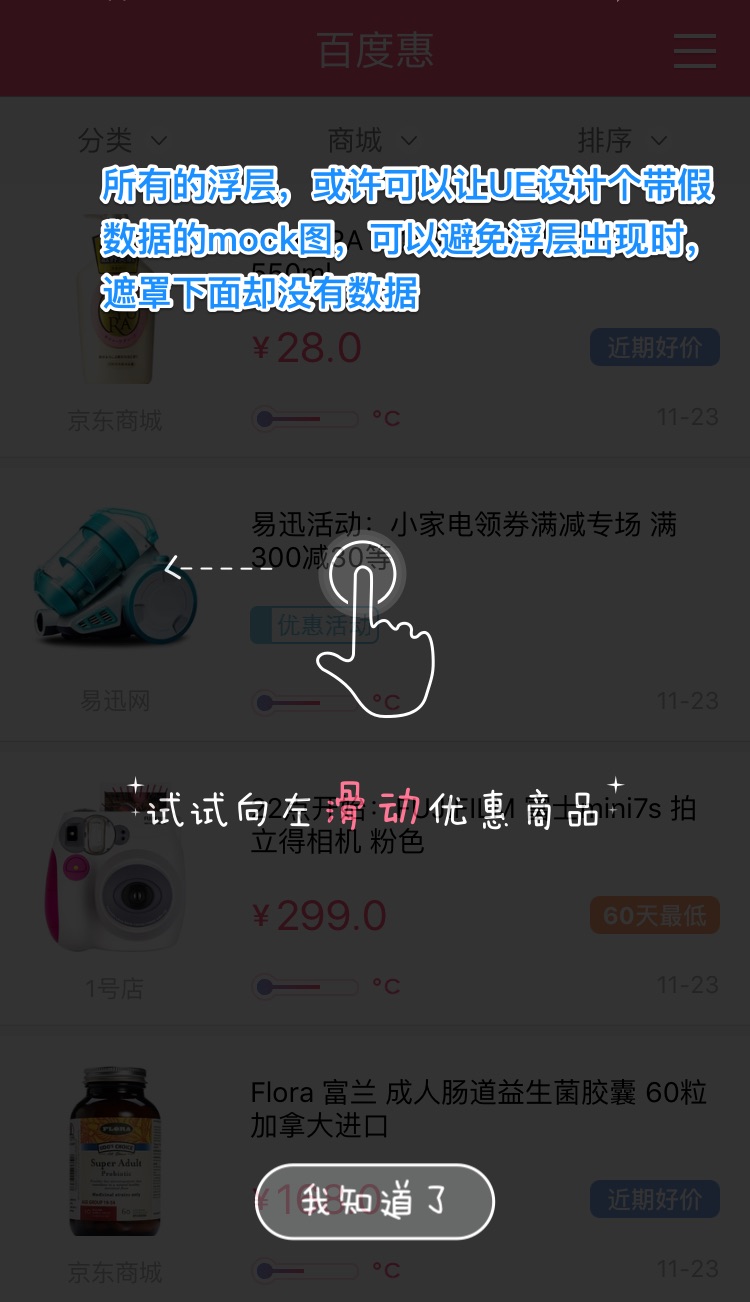 百度惠
分类 商城 排序
所有的浮层，或许可以让UE设计个带假
数据的mock图，可以避免浮层出现时，
遮罩下面却没有数据
RA
550ml
¥28.0 近期好价
京东商城 °C 11-23
易迅活动：小家电领券满减专场 满
300减30等
优惠活动
易迅网 °C 11-23
试试向左滑动优惠商品
mini7s 拍
立得相机 粉色
¥299.0 60天最低
1号店 °C 11-23
Flora 富兰 成人肠道益生菌胶囊 60粒
加拿大进口
FLORA
Super Adult
Probiotic
我知道了
近期好价
京东商城 °C 11-23